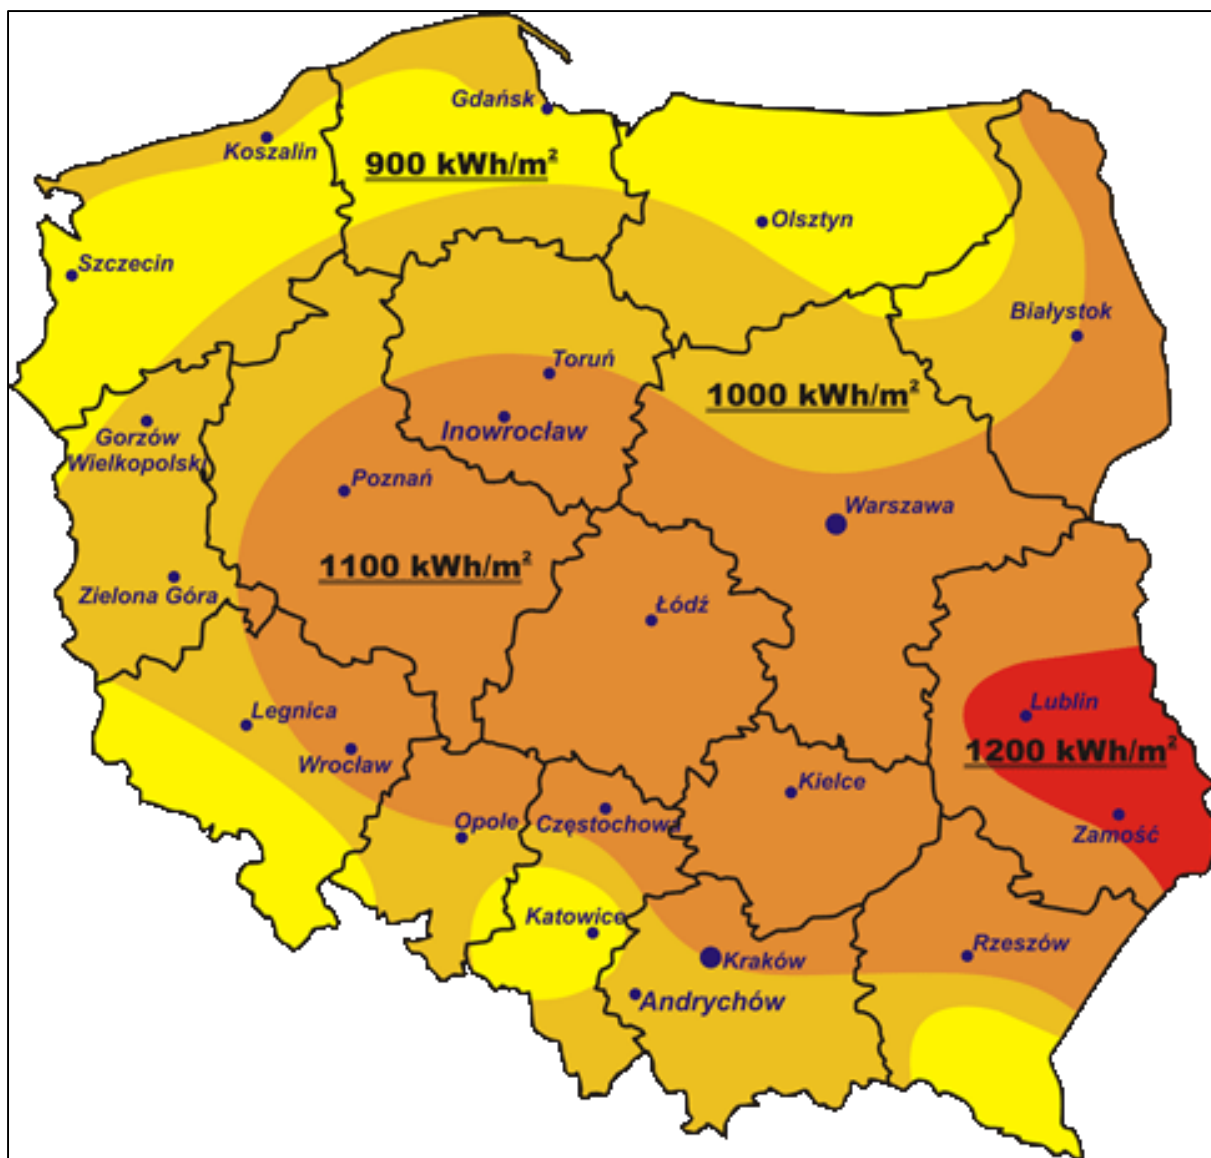 Gdańsk
Koszalin
900 kWh/m²
Olsztyn
Szczecin
Białystok
Toruń
1000 kWh/m²
Gorzów
Wielkopolski
Inowrocław
Poznań
Warszawa
1100 kWh/m²
Zielona Góra
Łódź
Lublin
Legnica
1200 kWh/m²
Wrocław
Kielce
Opole
Częstochowa
Zamość
Katowice
Kraków
Rzeszów
Andrychów